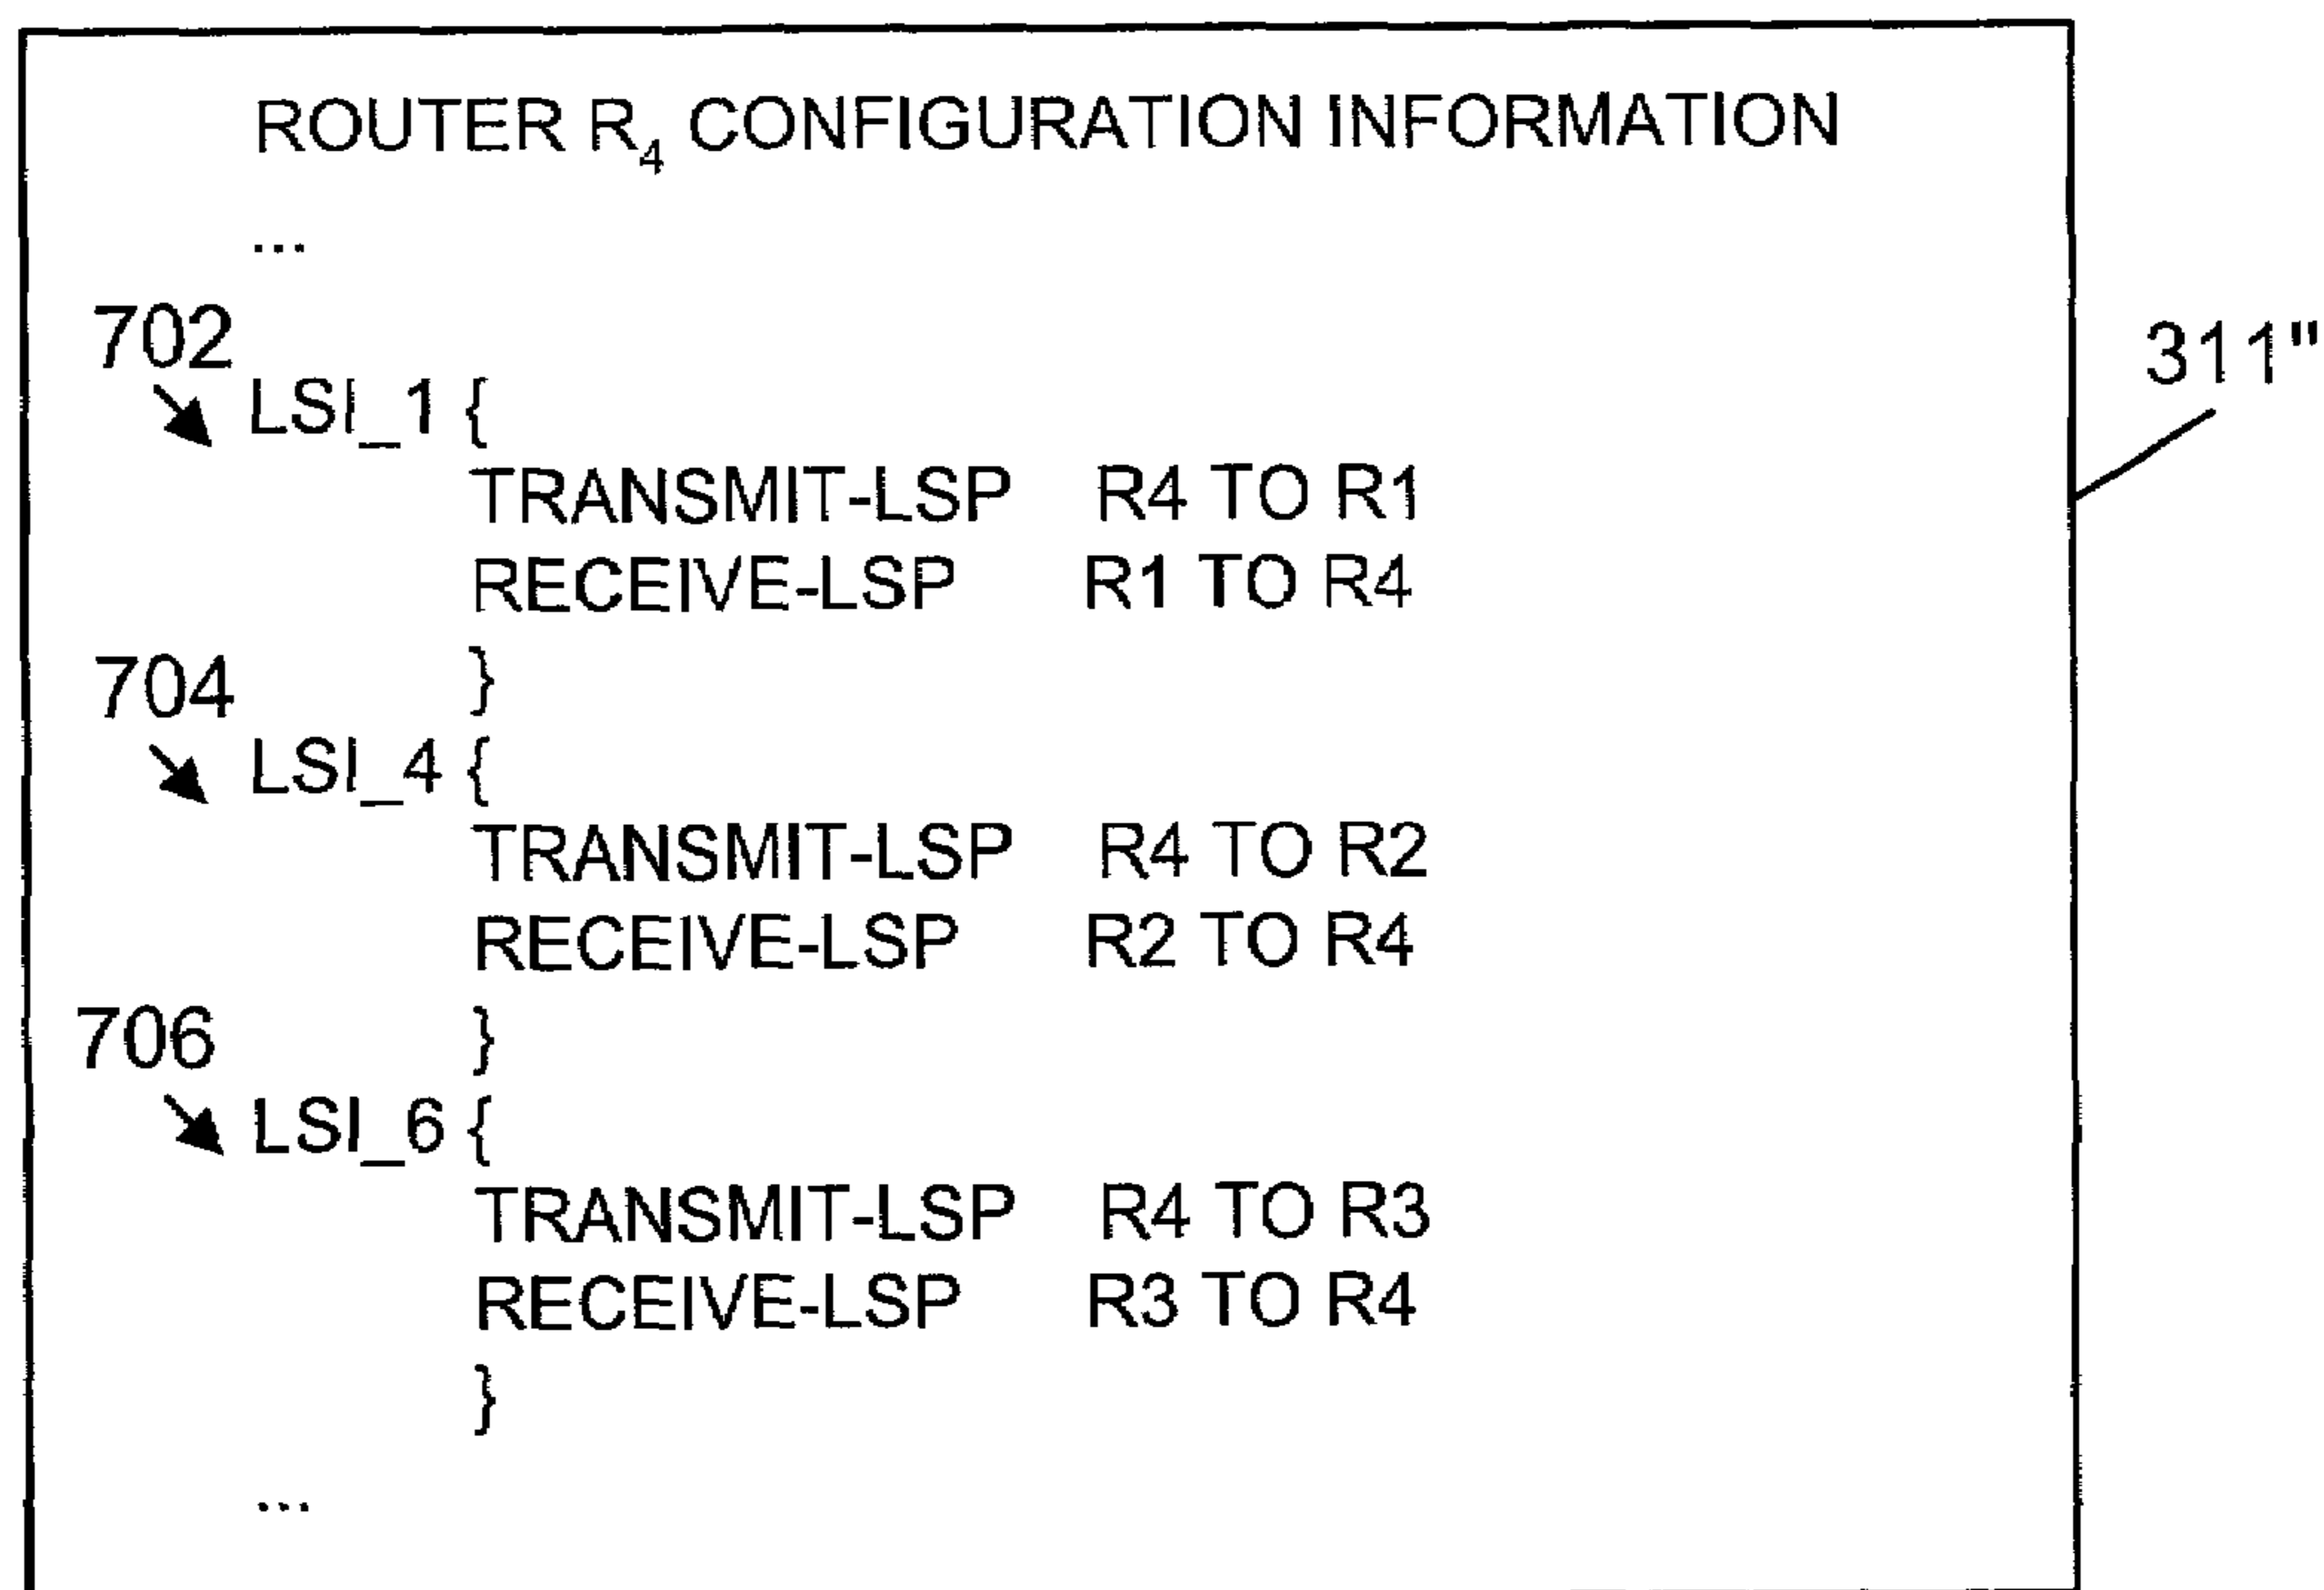 ROUTER R₄ CONFIGURATION INFORMATION
...
702
LSI_1 {
TRANSMIT-LSP R4 TO R1
RECEIVE-LSP R1 TO R4
}
704
LSI_4 {
TRANSMIT-LSP R4 TO R2
RECEIVE-LSP R2 TO R4
}
706
LSI_6 {
TRANSMIT-LSP R4 TO R3
RECEIVE-LSP R3 TO R4
}
...
311"